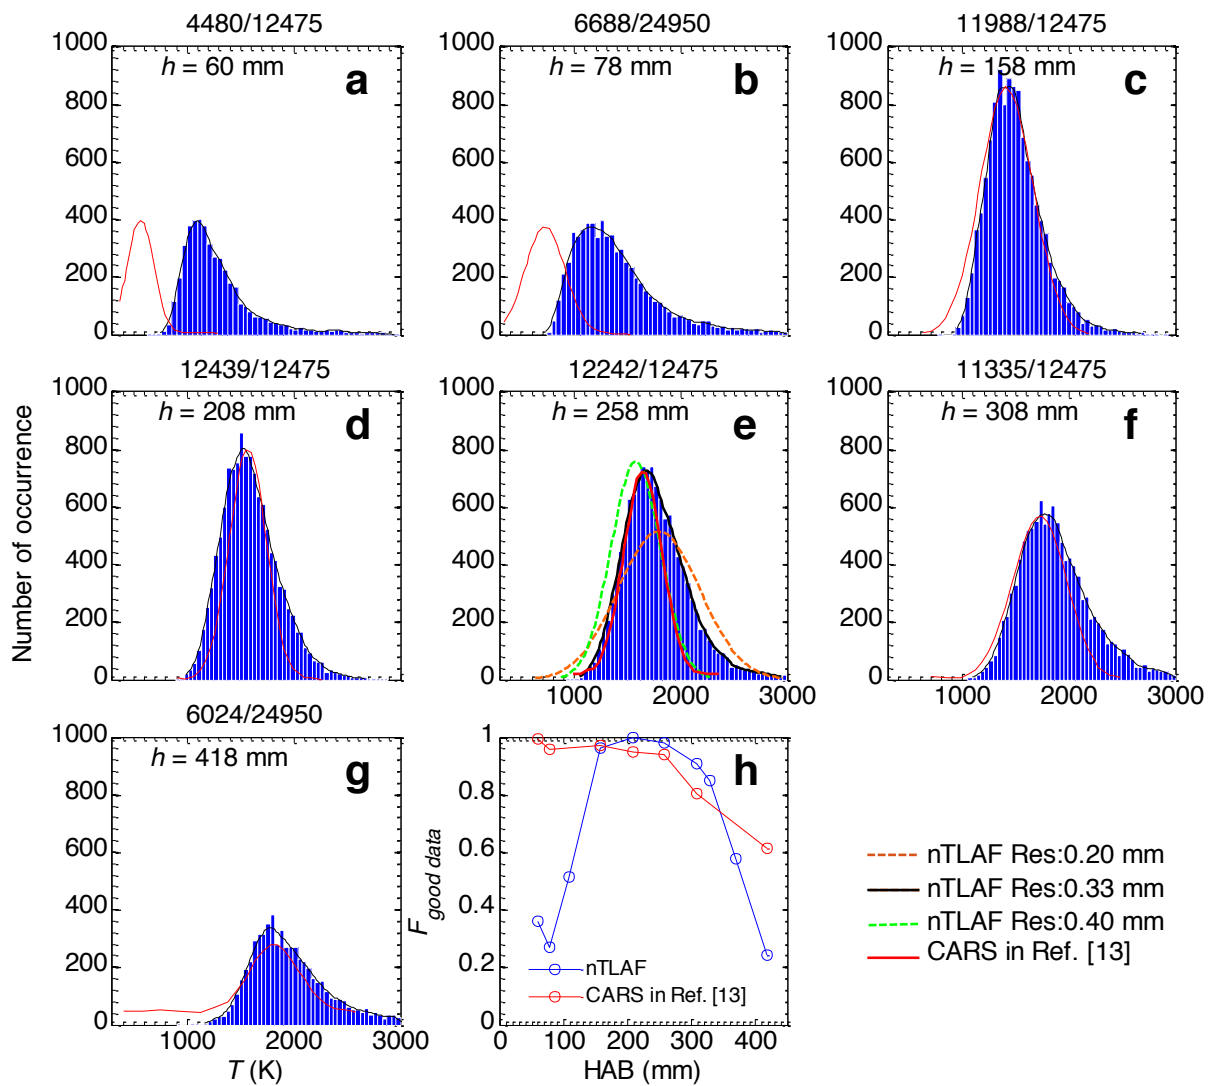 4480/12475
6688/24950
11988/12475
1000
800
600
400
200
0
h = 60 mm
a
1000
800
600
400
200
0
h = 78 mm
b
1000
800
600
400
200
0
h = 158 mm
c
12439/12475
12242/12475
11335/12475
Number of occurrence
1000
800
600
400
200
0
h = 208 mm
d
1000
800
600
400
200
0
h = 258 mm
e
1000 2000 3000
1000
800
600
400
200
0
h = 308 mm
f
1000 2000 3000
6024/24950
1000
800
600
400
200
0
h = 418 mm
g
1000 2000 3000
T (K)
F good data
1
0.8
0.6
0.4
0.2
0
h
nTLAF
CARS in Ref. [13]
0 100 200 300 400
HAB (mm)
nTLAF Res:0.20 mm
nTLAF Res:0.33 mm
nTLAF Res:0.40 mm
CARS in Ref. [13]